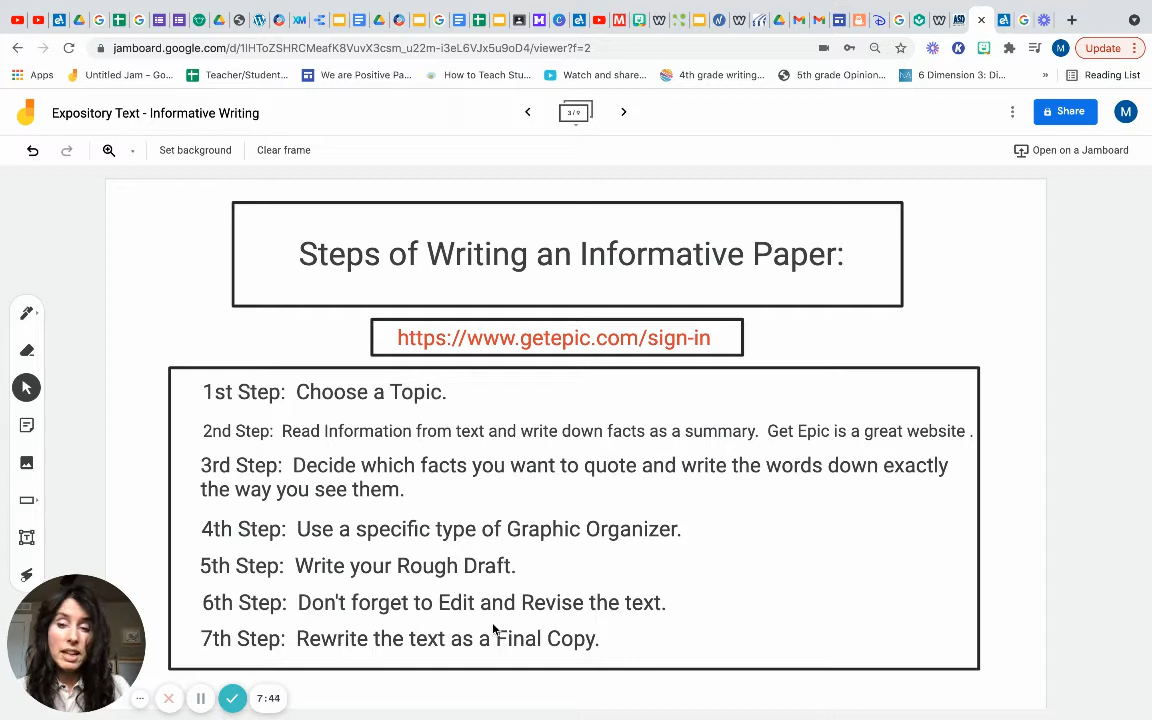 jamboard.google.com/d/1lHToZSHRCMeafK8VuvX3csm_u22m-i3eL6VJx5u9oD4/viewer?f=2
Update
Apps
Untitled Jam – Go...
Teacher/Student...
We are Positive Pa...
How to Teach Stu...
Watch and share...
4th grade writing...
5th grade Opinion...
6 Dimension 3: Di...
»
Reading List
Expository Text - Informative Writing
3/9
Share
M
Set background
Clear frame
Open on a Jamboard
Steps of Writing an Informative Paper:
https://www.getepic.com/sign-in
1st Step: Choose a Topic.
2nd Step: Read Information from text and write down facts as a summary. Get Epic is a great website .
3rd Step: Decide which facts you want to quote and write the words down exactly
the way you see them.
4th Step: Use a specific type of Graphic Organizer.
5th Step: Write your Rough Draft.
6th Step: Don't forget to Edit and Revise the text.
7th Step: Rewrite the text as a Final Copy.
7:44